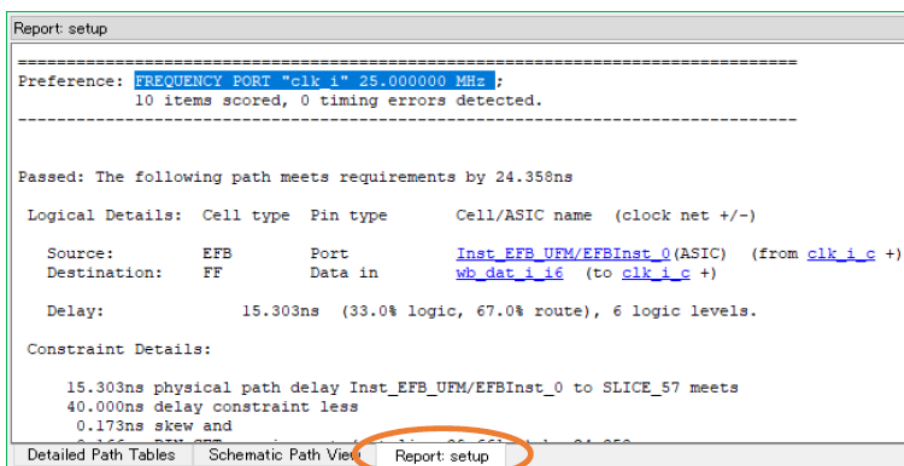 Report: setup
================================================================================
Preference: FREQUENCY PORT "clk_i" 25.000000 MHz ;
10 items scored, 0 timing errors detected.
--------------------------------------------------------------------------------
Passed: The following path meets requirements by 24.358ns
Logical Details: Cell type Pin type Cell/ASIC name (clock net +/-)
Source: EFB Port Inst_EFB_UFM/EFBInst_0(ASIC) (from clk_i_c +)
Destination: FF Data in wb_dat_i_i6 (to clk_i_c +)
Delay: 15.303ns (33.0% logic, 67.0% route), 6 logic levels.
Constraint Details:
15.303ns physical path delay Inst_EFB_UFM/EFBInst_0 to SLICE_57 meets
40.000ns delay constraint less
0.173ns skew and
Detailed Path Tables Schematic Path View Report: setup